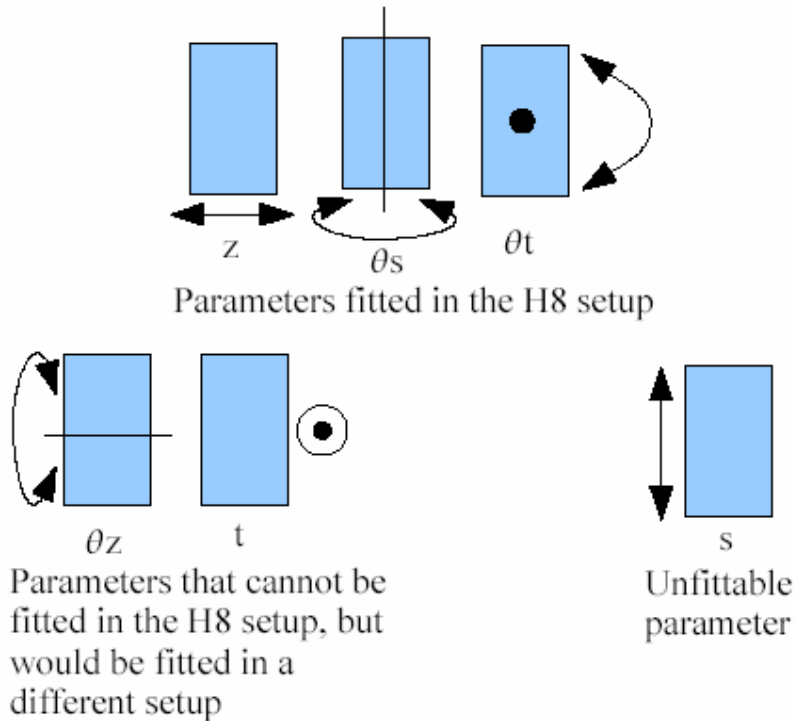 z
θs
θt
Parameters fitted in the H8 setup
θz
t
s
Parameters that cannot be
fitted in the H8 setup, but
would be fitted in a
different setup
Unfittable
parameter